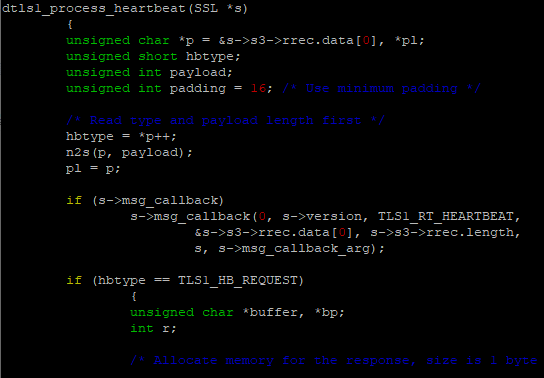 dtls1_process_heartbeat(SSL *s)
{
unsigned char *p = &s->s3->rrec.data[0], *pl;
unsigned short hbtype;
unsigned int payload;
unsigned int padding = 16; /* Use minimum padding */
/* Read type and payload length first */
hbtype = *p++;
n2s(p, payload);
pl = p;
if (s->msg_callback)
s->msg_callback(0, s->version, TLS1_RT_HEARTBEAT,
&s->s3->rrec.data[0], s->s3->rrec.length,
s, s->msg_callback_arg);
if (hbtype == TLS1_HB_REQUEST)
{
unsigned char *buffer, *bp;
int r;
/* Allocate memory for the response, size is 1 byte